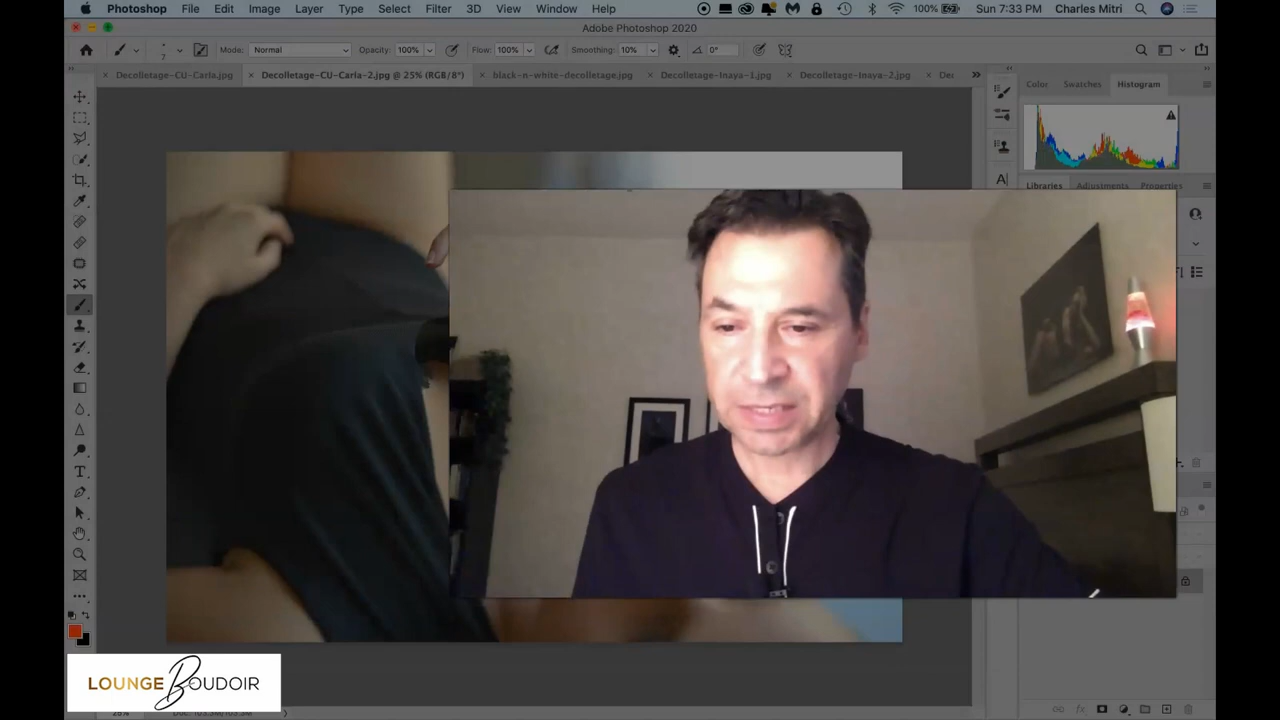 Photoshop File Edit Image Layer Type Select Filter 3D View Window Help 100% Sun 7:33 PM Charles Mitri
Adobe Photoshop 2020
Mode: Normal Opacity: 100% Flow: 100% Smoothing: 10% 0°
Decolletage-CU-Carla.jpg Decolletage-CU-Carla-2.jpg @ 25% (RGB/8*) black-n-white-decolletage.jpg Decolletage-Inaya-1.jpg Decolletage-Inaya-2.jpg
Color Swatches Histogram
Libraries Adjustments Properties
LOUNGE BOUDOIR